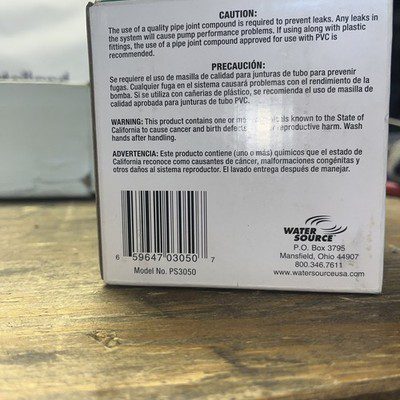 CAUTION:
The use of a quality pipe joint compound is required to prevent leaks. Any leaks in
the system will cause pump performance problems. If using along with plastic
fittings, the use of a pipe joint compound approved for use with PVC is
recommended.
PRECAUCIÓN:
Se requiere el uso de masilla de calidad para junturas de tubo para prevenir
fugas. Cualquier fuga en el sistema causará problemas con el rendimiento de la
bomba. Si se utiliza con cañerias de plástico, se recomienda el uso de masilla de
calidad aprobada para junturas de tubo PVC.
WARNING: This product contains one or more chemicals known to the State of
California to cause cancer and birth defects or other reproductive harm. Wash
hands after handling.
ADVERTENCIA: Este producto contiene (uno o más) químicos que el estado de
California reconoce como causantes de cáncer, malformaciones congénitas y
otros daños al sistema reproductor. El lavado entrega después de manejar.
WATER
SOURCE
P.O. Box 3795
Mansfield, Ohio 44907
800.346.7611
www.watersourceusa.com
6 59647 03050 7
Model No. PS3050